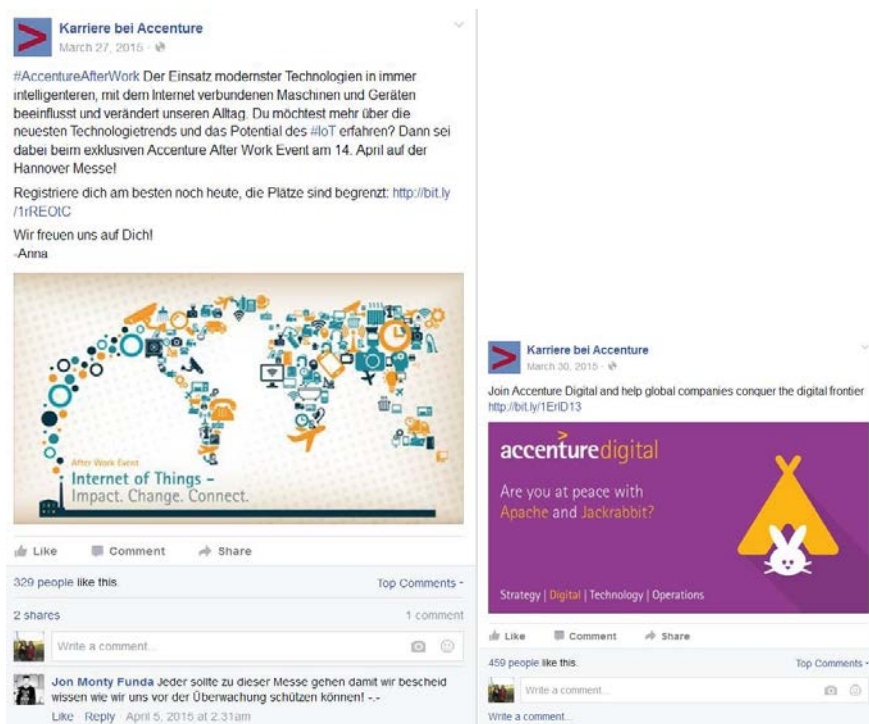 Karriere bei Accenture
March 27, 2015 ·
#AccentureAfterWork Der Einsatz modernster Technologien in immer
intelligenteren, mit dem Internet verbundenen Maschinen und Geräten
beeinflusst und verändert unseren Alltag. Du möchtest mehr über die
neuesten Technologietrends und das Potential des #IoT erfahren? Dann sei
dabei beim exklusiven Accenture After Work Event am 14. April auf der
Hannover Messe!
Registriere dich am besten noch heute, die Plätze sind begrenzt: http://bit.ly
/1rREOtC
Wir freuen uns auf Dich!
-Anna
After Work Event
Internet of Things –
Impact. Change. Connect.
Like Comment Share
329 people like this.
Top Comments
2 shares
1 comment
Write a comment...
Jon Monty Funda Jeder sollte zu dieser Messe gehen damit wir bescheid
wissen wie wir uns vor der Überwachung schützen können! -.-
Like · Reply · April 5, 2015 at 2:31am
Karriere bei Accenture
March 30, 2015 ·
Join Accenture Digital and help global companies conquer the digital frontier
http://bit.ly/1ErlD13
accenturedigital
Are you at peace with
Apache and Jackrabbit?
Strategy | Digital | Technology | Operations
Like Comment Share
459 people like this.
Top Comments
Write a comment...
Write a comment...